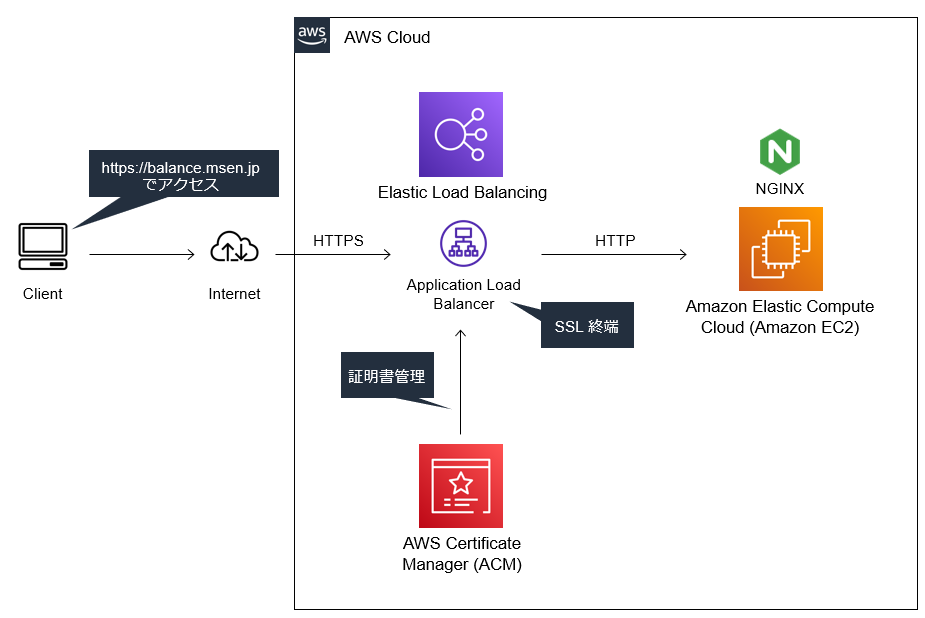 aws
AWS Cloud
https://balance.msen.jp
でアクセス
Elastic Load Balancing
N
NGINX
HTTPS
HTTP
Client
Internet
Application Load
Balancer
SSL 終端
Amazon Elastic Compute
Cloud (Amazon EC2)
証明書管理
AWS Certificate
Manager (ACM)